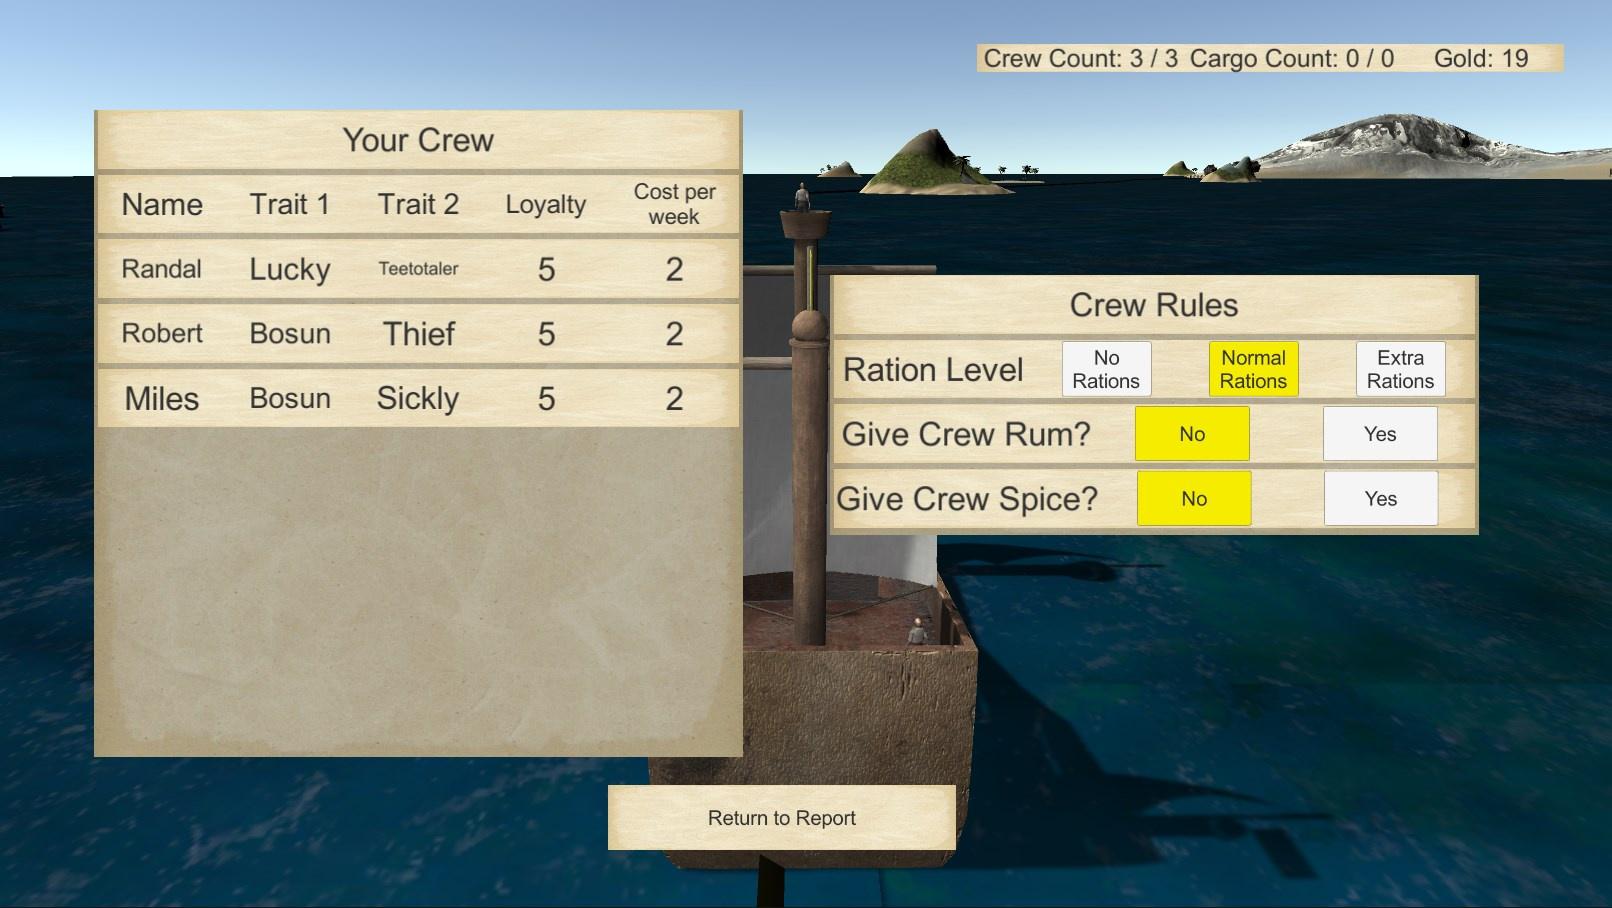 Crew Count: 3 / 3 Cargo Count: 0 / 0 Gold: 19
Your Crew
Name Trait 1 Trait 2 Loyalty Cost per week
Randal Lucky Teetotaler 5 2
Robert Bosun Thief 5 2
Miles Bosun Sickly 5 2
Crew Rules
Ration Level No Rations Normal Rations Extra Rations
Give Crew Rum? No Yes
Give Crew Spice? No Yes
Return to Report